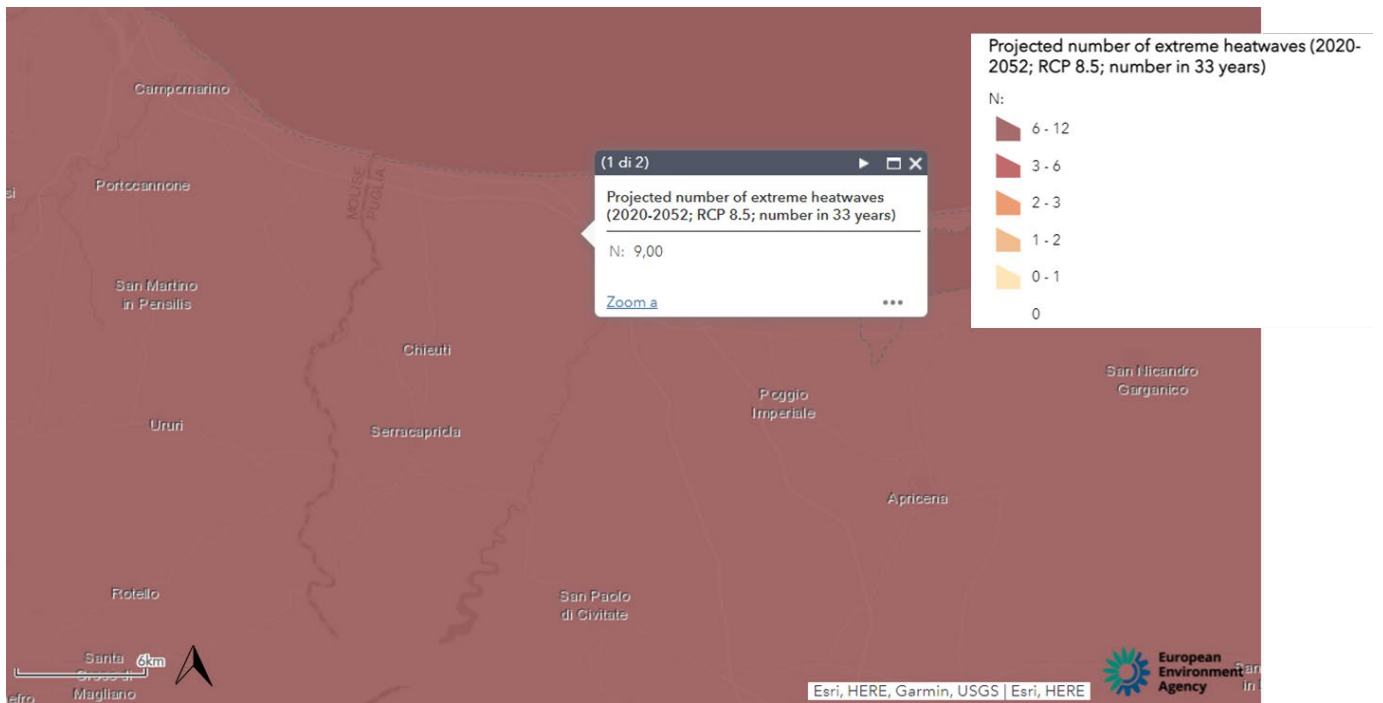 Projected number of extreme heatwaves (2020-
2052; RCP 8.5; number in 33 years)
N:
6 - 12
3 - 6
2 - 3
1 - 2
0 - 1
0
Campomarino
(1 di 2)
Projected number of extreme heatwaves
(2020-2052; RCP 8.5; number in 33 years)
N: 9,00
Zoom a
•••
Portocannone
si
MOLISE
PUGLIA
San Martino
in Pensilis
Chieuti
San Nicandro
Garganico
Poggio
Imperiale
Ururi
Serracapriola
Apricena
Rotello
San Paolo
di Civitate
Santa
Croce di
Magliano
6km
efro
Esri, HERE, Garmin, USGS | Esri, HERE
European
Environment
Agency